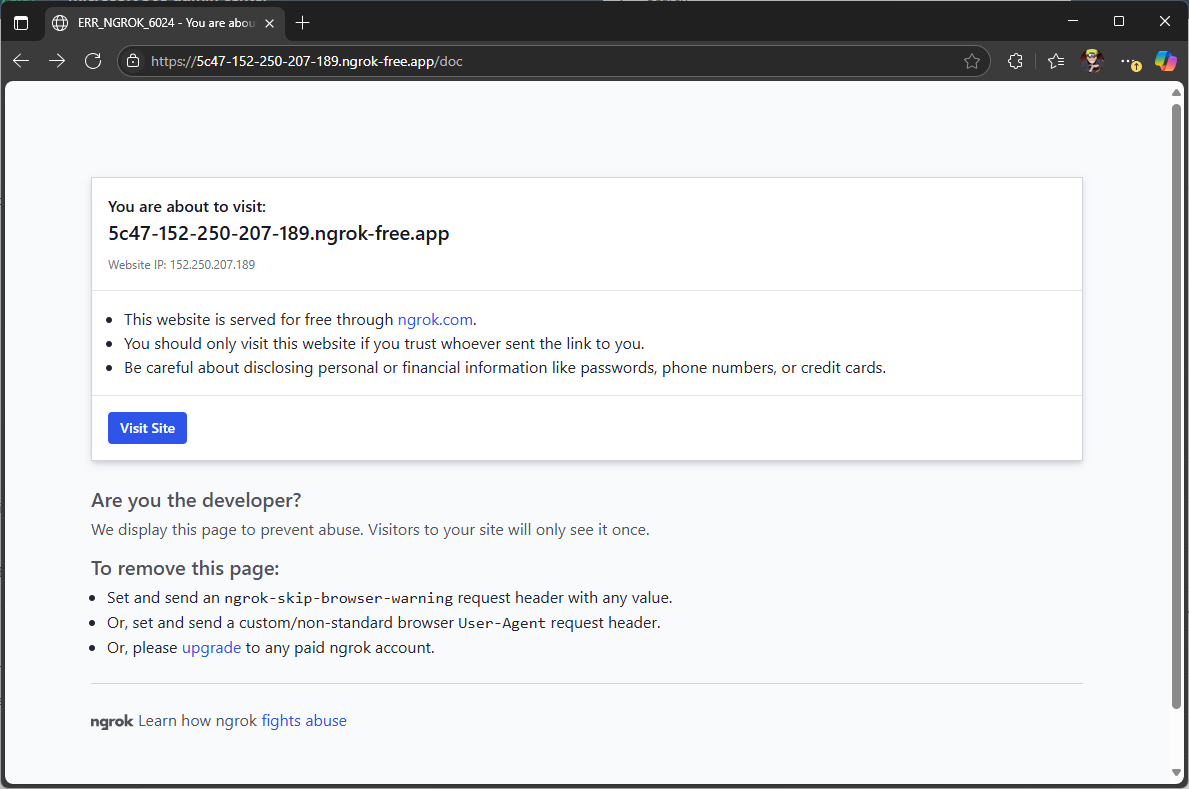 ERR_NGROK_6024 - You are abou
https://5c47-152-250-207-189.ngrok-free.app/doc
You are about to visit:
5c47-152-250-207-189.ngrok-free.app
Website IP: 152.250.207.189
This website is served for free through ngrok.com.
You should only visit this website if you trust whoever sent the link to you.
Be careful about disclosing personal or financial information like passwords, phone numbers, or credit cards.
Visit Site
Are you the developer?
We display this page to prevent abuse. Visitors to your site will only see it once.
To remove this page:
Set and send an ngrok-skip-browser-warning request header with any value.
Or, set and send a custom/non-standard browser User-Agent request header.
Or, please upgrade to any paid ngrok account.
ngrok Learn how ngrok fights abuse